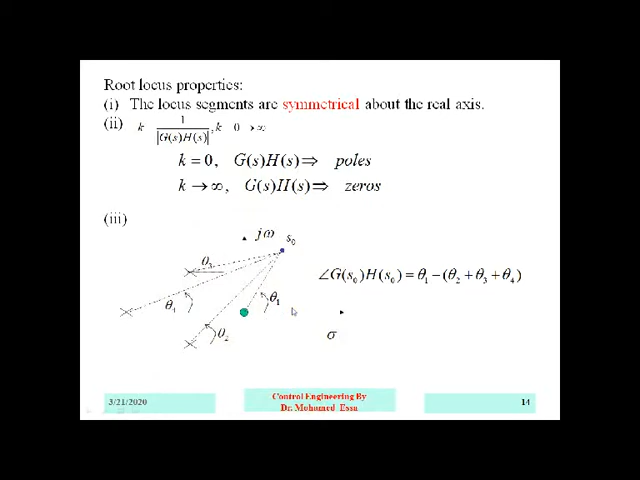 Root locus properties:
(i) The locus segments are symmetrical about the real axis.
(ii) k 1 / |G(s)H(s)| , k 0 → ∞
k = 0, G(s)H(s) ⇒ poles
k → ∞, G(s)H(s) ⇒ zeros
(iii)
jω s₀
θ₃
∠G(s₀)H(s₀) = θ₁ − (θ₂ + θ₃ + θ₄)
θ₁
θ₂
σ
3/21/2020
Control Engineering By
Dr. Mohamed Essa
14